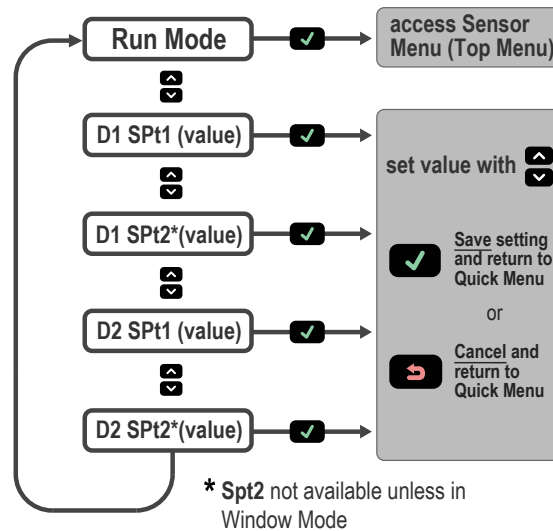 Run Mode
access Sensor
Menu (Top Menu)
D1 SPt1 (value)
set value with
D1 SPt2*(value)
Save setting
and return to
Quick Menu
or
D2 SPt1 (value)
Cancel and
return to
Quick Menu
D2 SPt2*(value)
* Spt2 not available unless in
Window Mode